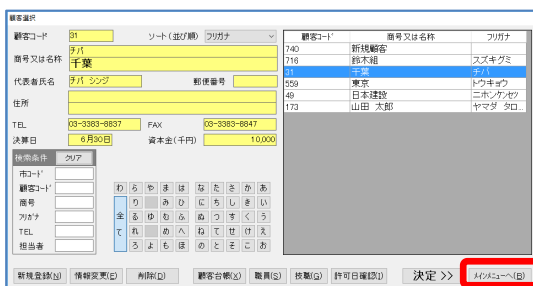 顧客選択
顧客コード 31 ソート(並び順) フリガナ
商号又は名称 チバ
千葉
代表者氏名 チバ シンジ 郵便番号
住所
TEL 03-3383-8837 FAX 03-3383-8847
決算日 6月30日 資本金(千円) 10,000
検索条件 クリア
市コード
顧客コード
商号
フリガナ
TEL
担当者
わ ら や ま は な た さ か あ
り み ひ に ち し き い
全て る ゆ む ふ ぬ つ す く う
れ め へ ね て せ け え
ろ よ も ほ の と そ こ お
顧客コード 商号又は名称 フリガナ
740 新規顧客
716 鈴木組 スズキグミ
31 千葉 チバ
559 東京 トウキョウ
49 日本建設 ニホンケンセツ
173 山田 太郎 ヤマダ タロ...
新規登録(N) 情報変更(E) 削除(D) 顧客台帳(X) 職員(S) 技職(G) 許可日確認(I) 決定 >> メインメニューへ(B)